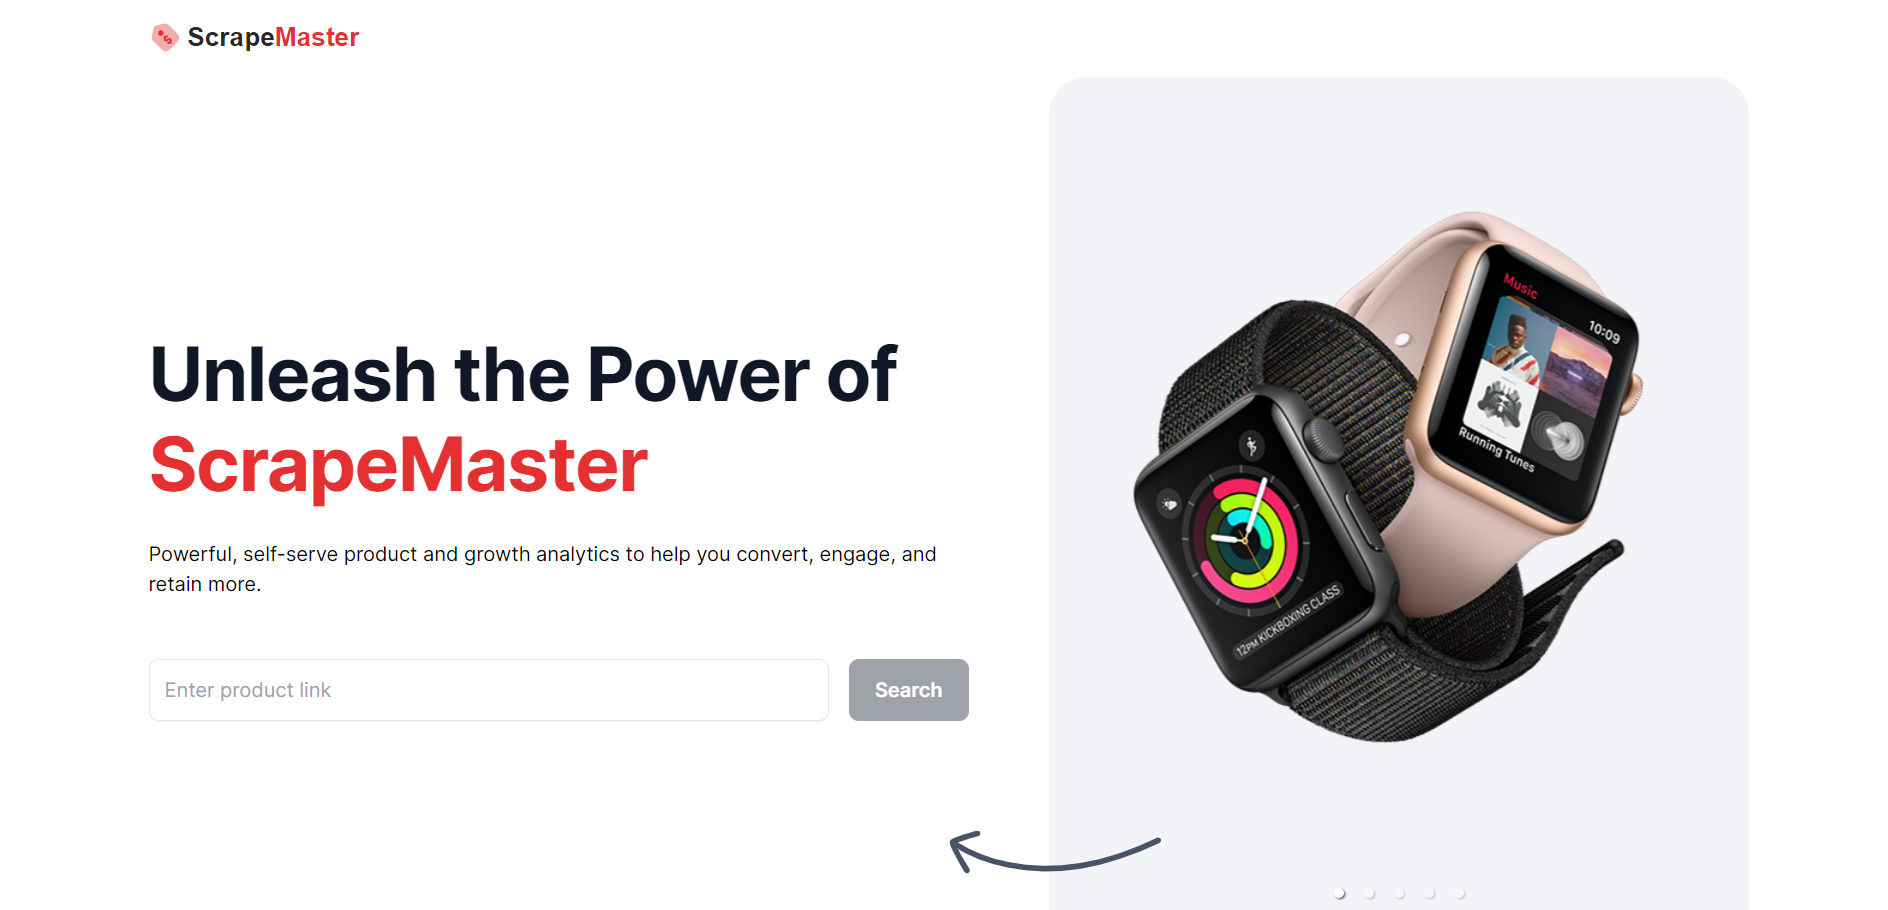 ScrapeMaster
Unleash the Power of
ScrapeMaster
Powerful, self-serve product and growth analytics to help you convert, engage, and
retain more.
Enter product link
Search
Music
10:09
Running Tunes
12PM KICKBOXING CLASS